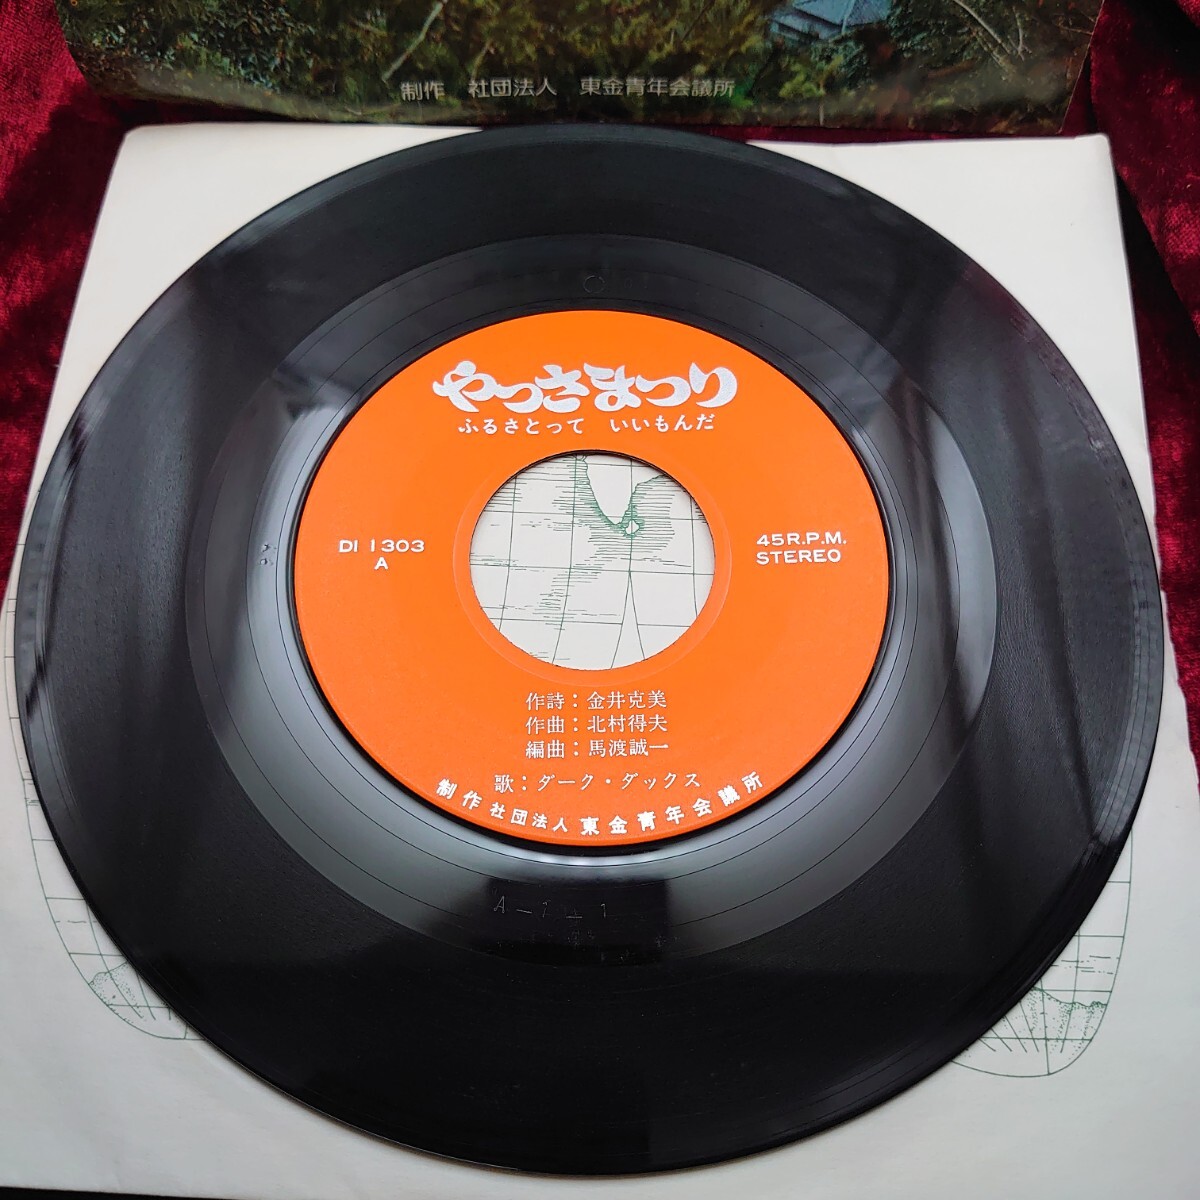 制作 社団法人 東金青年会議所
やっさまつり
ふるさとって いいもんだ
DI 1303
A
45R.P.M.
STEREO
作詩：金井克美
作曲：北村得夫
編曲：馬渡誠一
歌：ダーク・ダックス
制作 社団法人 東金青年会議所
A-1-1